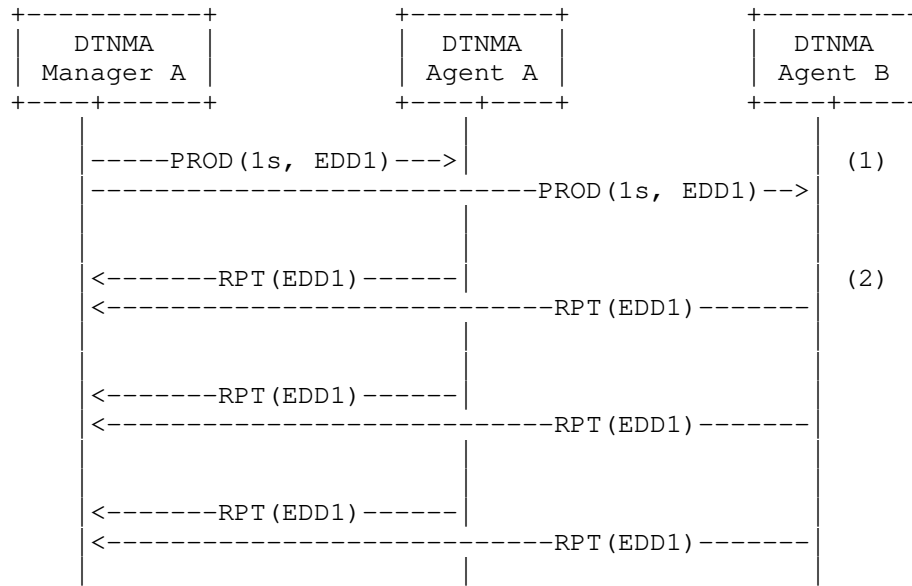 DTNMA DTNMA DTNMA
Manager A Agent A Agent B
PROD(1s, EDD1) (1)
PROD(1s, EDD1)
RPT(EDD1) (2)
RPT(EDD1)
RPT(EDD1)
RPT(EDD1)
RPT(EDD1)
RPT(EDD1)